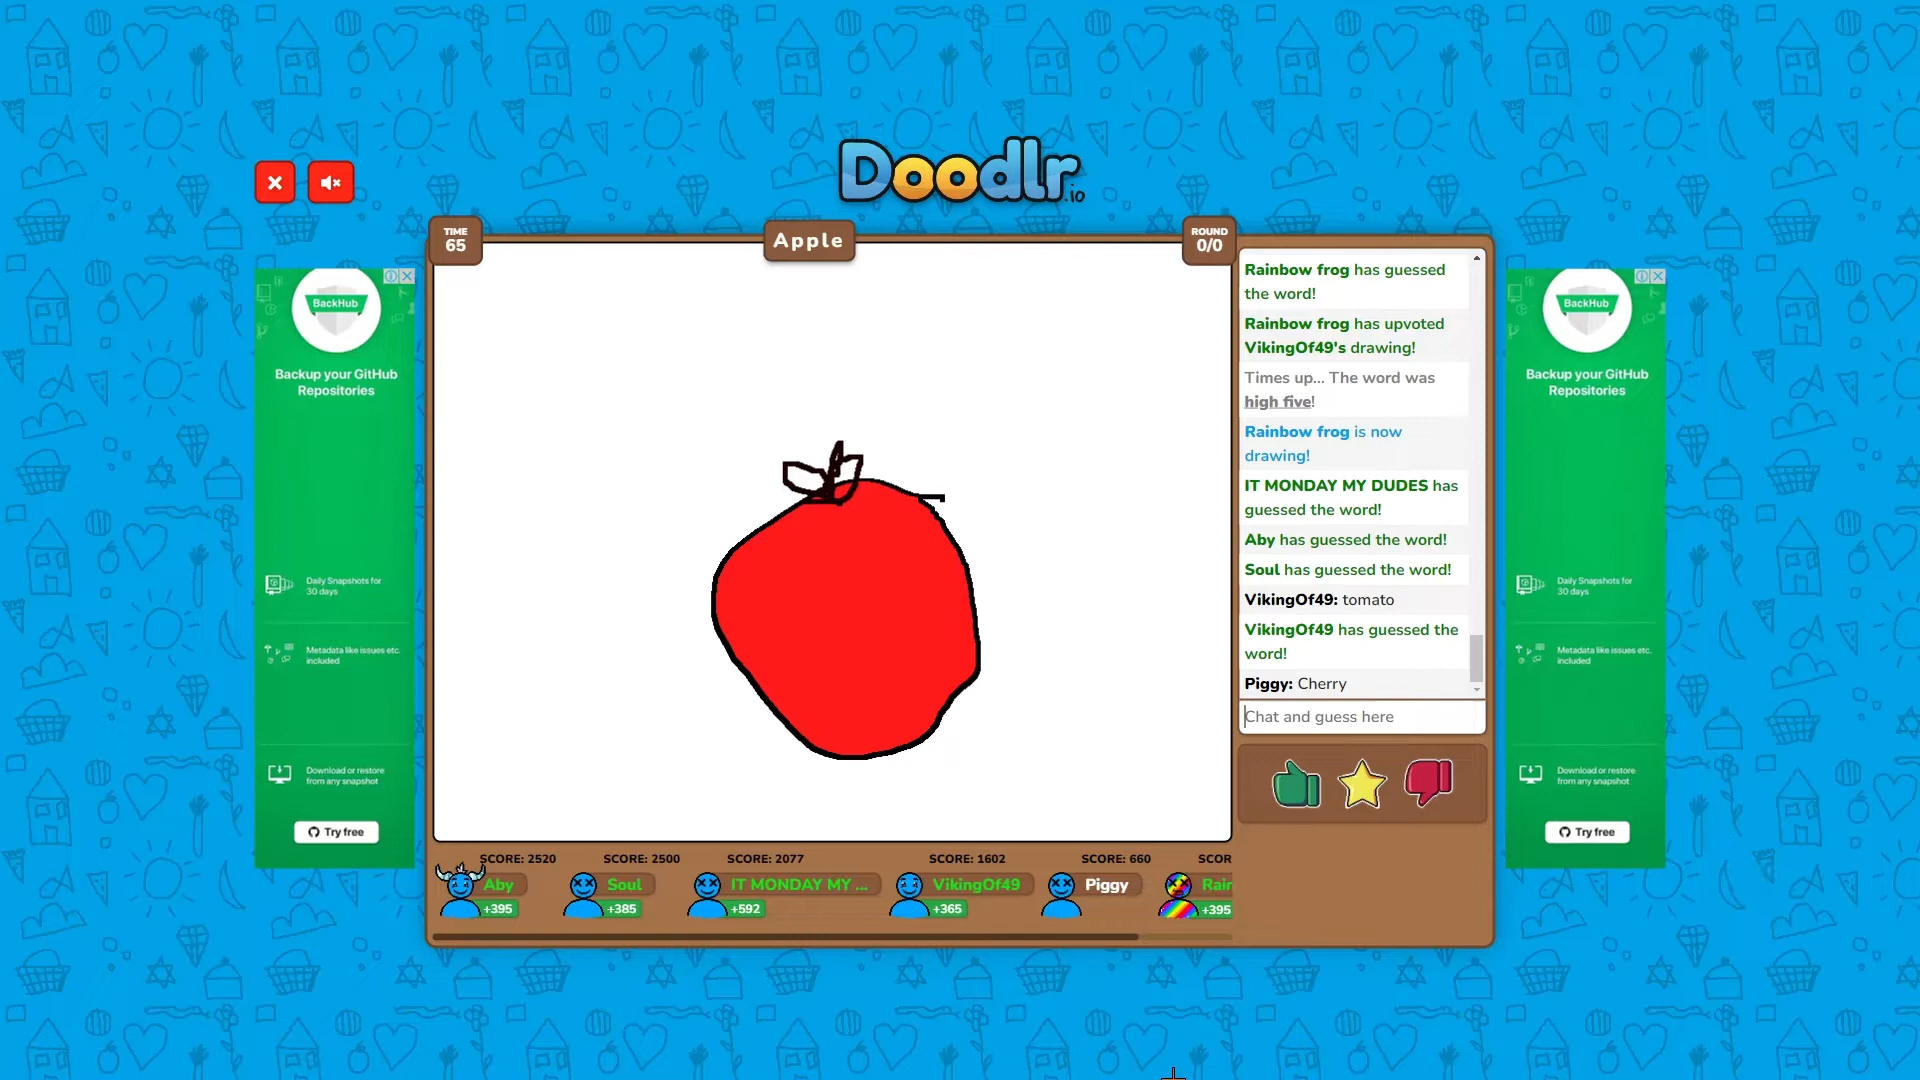 Doodlr.io
TIME
65
Apple
ROUND
0/0
BackHub
Backup your GitHub
Repositories
Daily Snapshots for
30 days
Metadata like issues etc.
included
Download or restore
from any snapshot
Try free
Rainbow frog has guessed
the word!
Rainbow frog has upvoted
VikingOf49's drawing!
Times up... The word was
high five!
Rainbow frog is now
drawing!
IT MONDAY MY DUDES has
guessed the word!
Aby has guessed the word!
Soul has guessed the word!
VikingOf49: tomato
VikingOf49 has guessed the
word!
Piggy: Cherry
Chat and guess here
BackHub
Backup your GitHub
Repositories
Daily Snapshots for
30 days
Metadata like issues etc.
included
Download or restore
from any snapshot
Try free
SCORE: 2520
Aby
+395
SCORE: 2500
Soul
+385
SCORE: 2077
IT MONDAY MY ...
+592
SCORE: 1602
VikingOf49
+365
SCORE: 660
Piggy
SCOR
Rain
+395